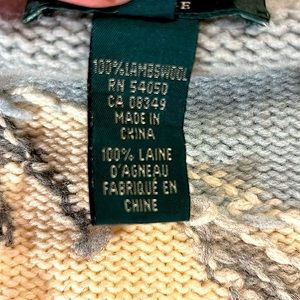 100%LAMBSWOOL
RN 54050
CA 08349
MADE IN
CHINA
100% LAINE
D'AGNEAU
FABRIQUÉ EN
CHINE